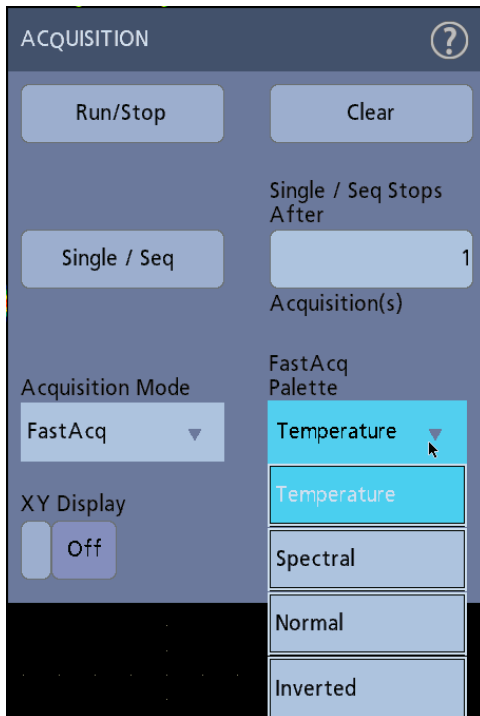 ACQUISITION
?
Run/Stop
Clear
Single / Seq Stops
After
Single / Seq
1
Acquisition(s)
FastAcq
Palette
Acquisition Mode
FastAcq
Temperature
Temperature
XY Display
Off
Spectral
Normal
Inverted